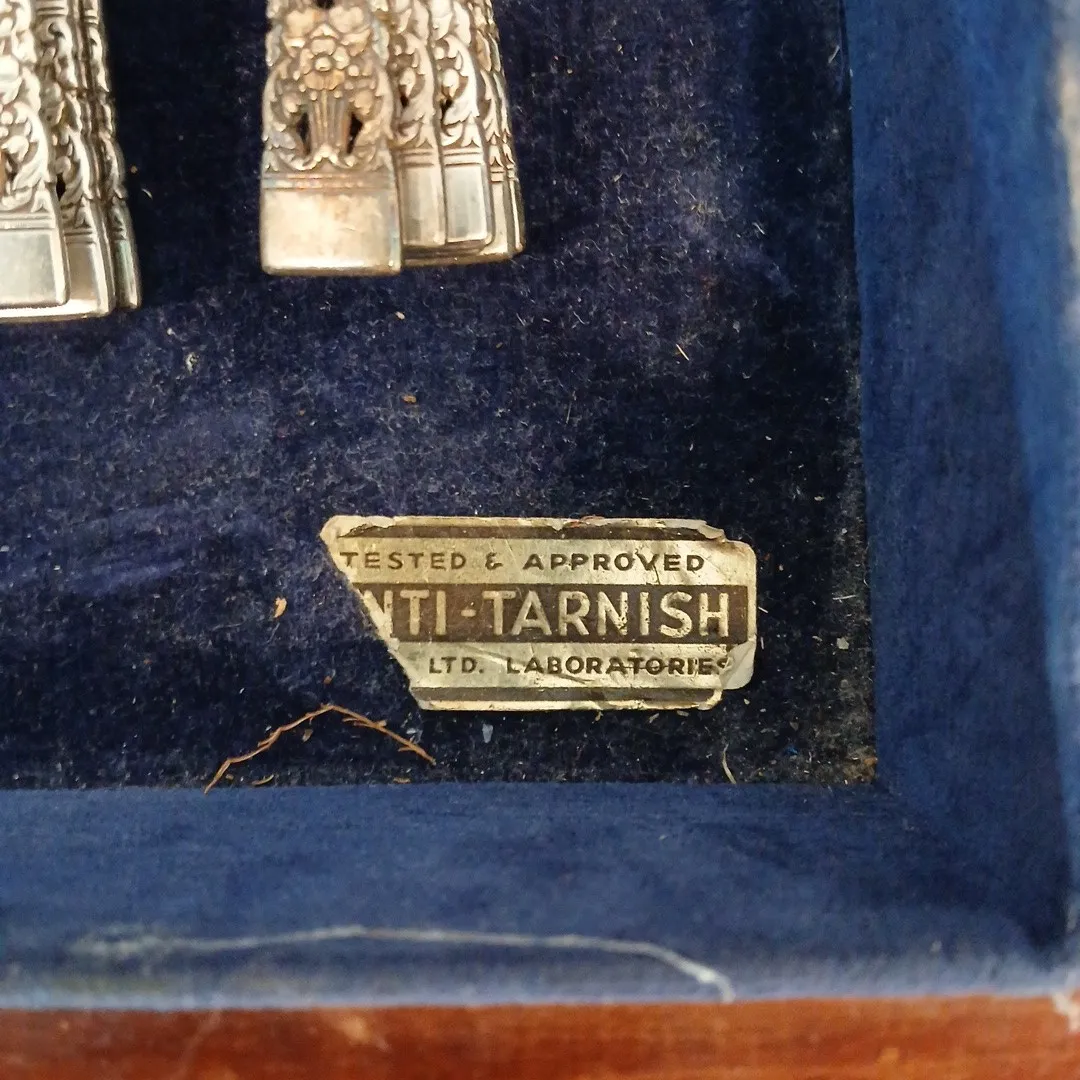 TESTED & APPROVED
NTI-TARNISH
LTD. LABORATORIES